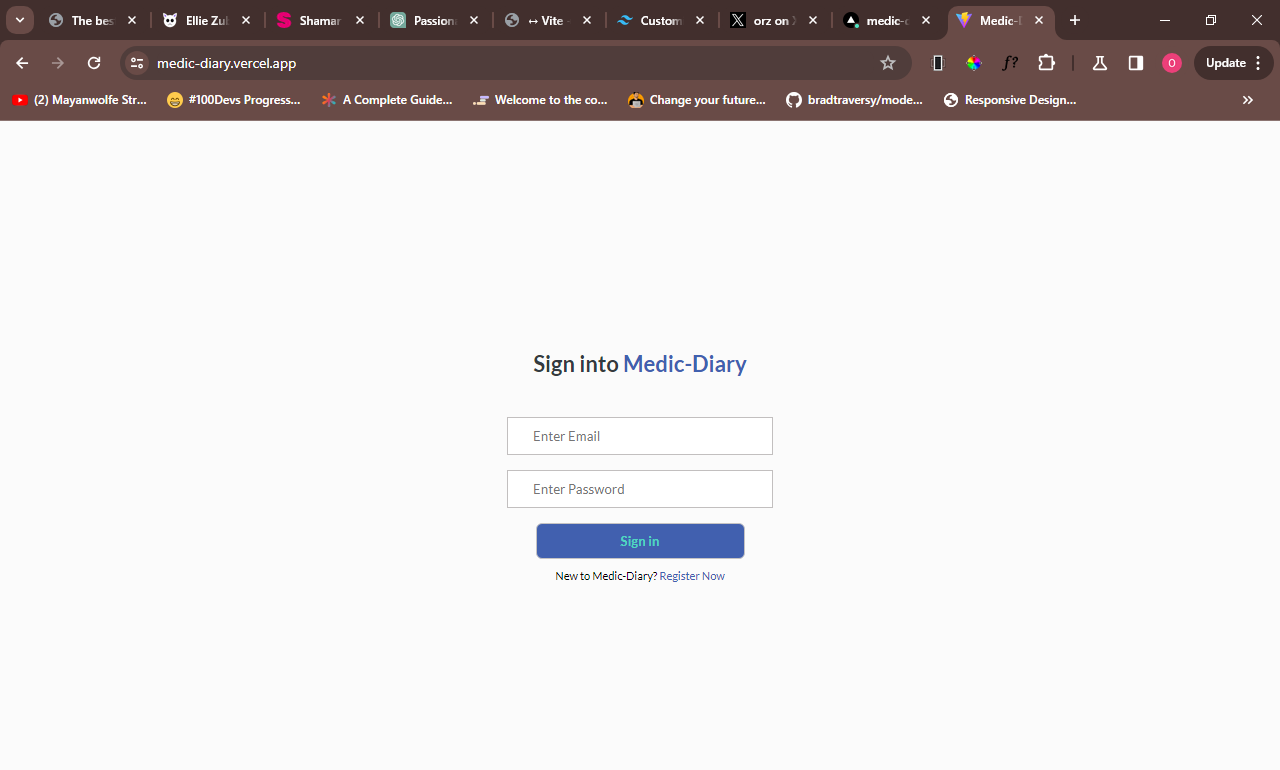 The bes
Ellie Zul
Shamar
Passion
↔ Vite
Custom
orz on
medic-
Medic-
medic-diary.vercel.app
O
Update
(2) Mayanwolfe Str...
#100Devs Progress...
A Complete Guide...
Welcome to the co...
Change your future...
bradtraversy/mode...
Responsive Design...
Sign into Medic-Diary
Enter Email
Enter Password
Sign in
New to Medic-Diary? Register Now